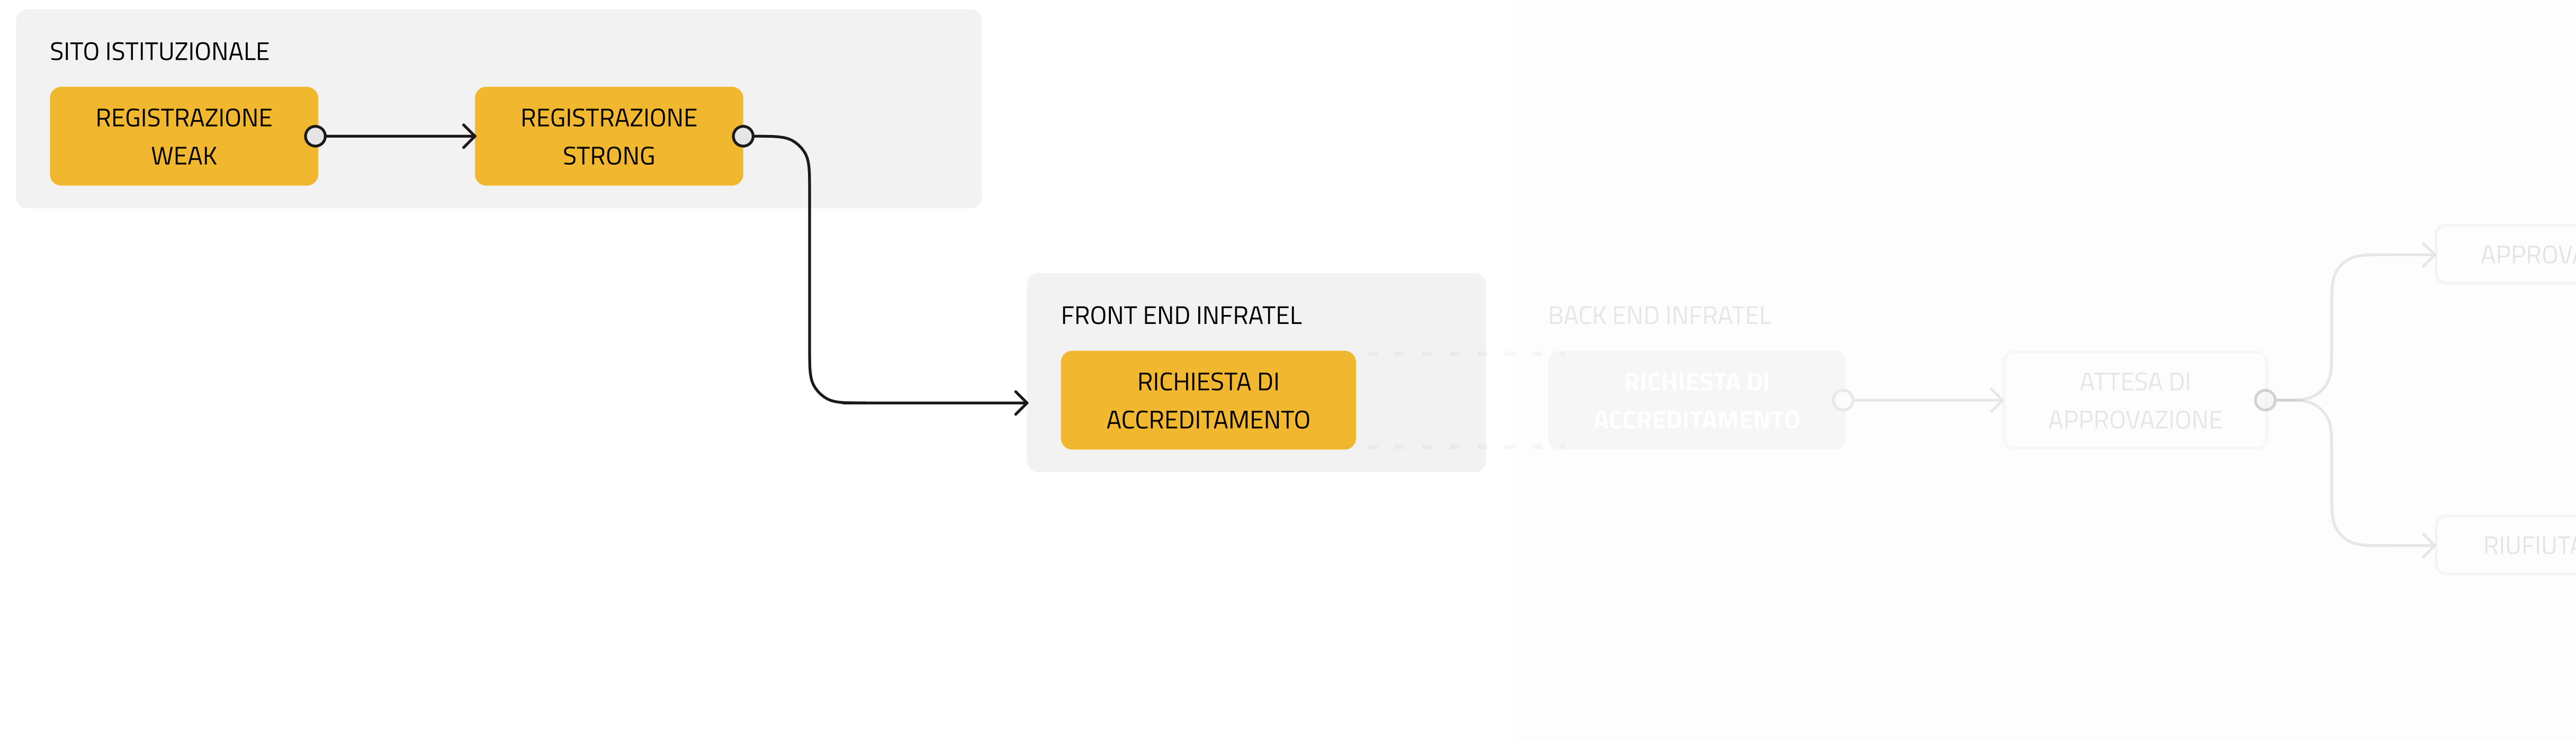 SITO ISTITUZIONALE
REGISTRAZIONE
WEAK
REGISTRAZIONE
STRONG
FRONT END INFRATEL
RICHIESTA DI
ACCREDITAMENTO
BACK END INFRATEL
RICHIESTA DI
ACCREDITAMENTO
ATTESA DI
APPROVAZIONE